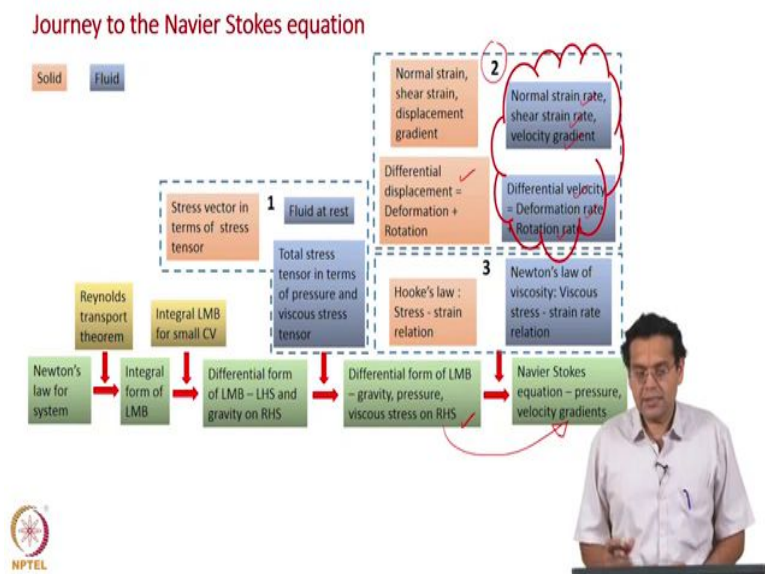 Journey to the Navier Stokes equation
Solid
Fluid
2
Normal strain,
shear strain,
displacement
gradient
Normal strain rate,
shear strain rate,
velocity gradient
Differential
displacement =
Deformation +
Rotation
Differential velocity
= Deformation rate
+ Rotation rate
1
Stress vector in
terms of stress
tensor
Fluid at rest
Total stress
tensor in terms
of pressure and
viscous stress
tensor
3
Hooke's law :
Stress - strain
relation
Newton's law of
viscosity: Viscous
stress - strain rate
relation
Reynolds
transport
theorem
Integral LMB
for small CV
Newton's
law for
system
Integral
form of
LMB
Differential form
of LMB – LHS and
gravity on RHS
Differential form of LMB
– gravity, pressure,
viscous stress on RHS
Navier Stokes
equation – pressure,
velocity gradients
NPTEL